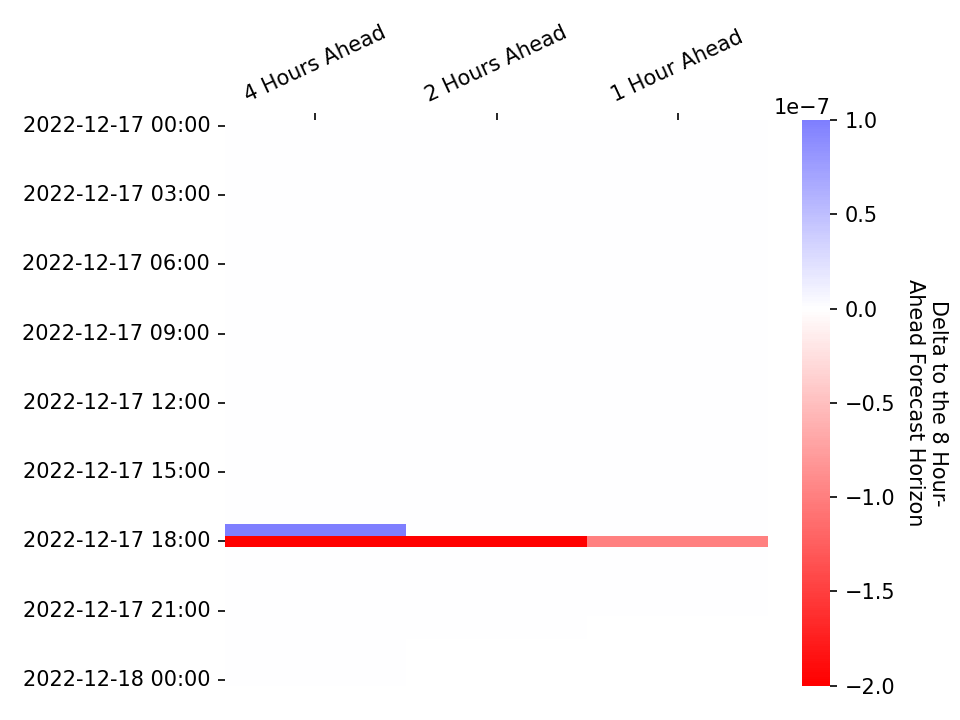 4 Hours Ahead
2 Hours Ahead
1 Hour Ahead
2022-12-17 00:00
2022-12-17 03:00
2022-12-17 06:00
2022-12-17 09:00
2022-12-17 12:00
2022-12-17 15:00
2022-12-17 18:00
2022-12-17 21:00
2022-12-18 00:00
1e−7
1.0
0.5
0.0
−0.5
−1.0
−1.5
−2.0
Delta to the 8 Hour-
Ahead Forecast Horizon